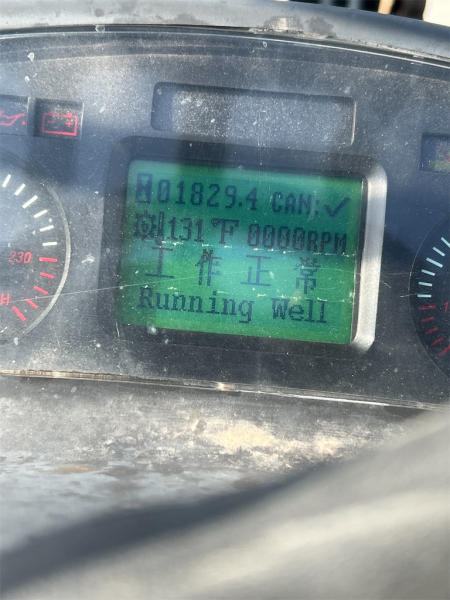 01829.4 CAN:✓
131 °F 0000RPM
工作正常
Running Well
230
H